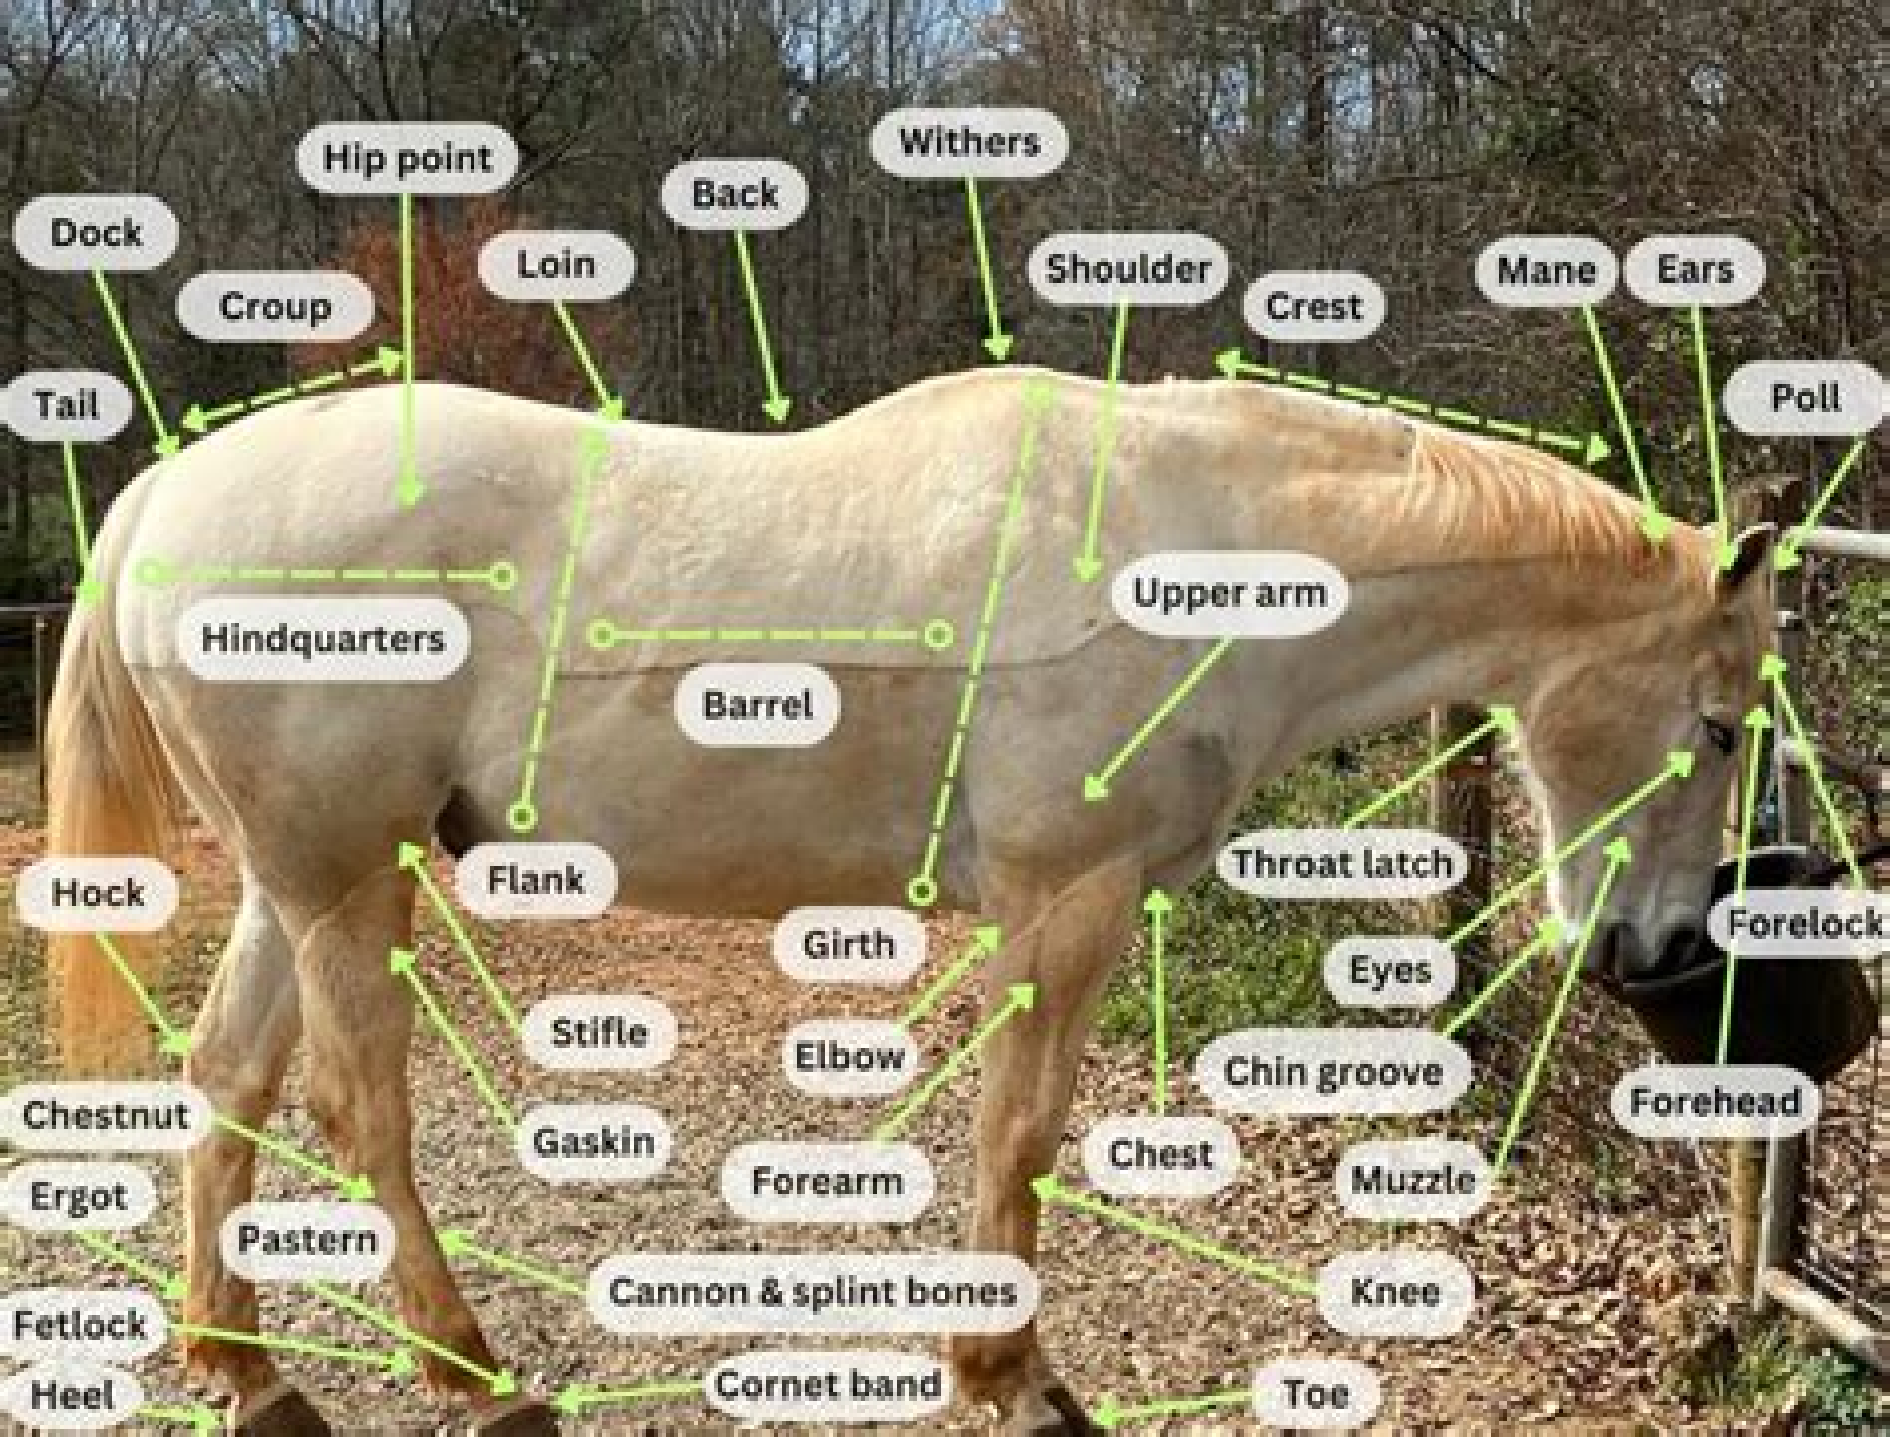 Withers
Hip point
Back
Dock
Loin
Shoulder
Mane
Ears
Croup
Crest
Tail
Poll
Upper arm
Hindquarters
Barrel
Throat latch
Flank
Hock
Forelock
Girth
Eyes
Stifle
Elbow
Chin groove
Forehead
Chestnut
Gaskin
Chest
Forearm
Muzzle
Ergot
Pastern
Cannon & splint bones
Knee
Fetlock
Cornet band
Toe
Heel